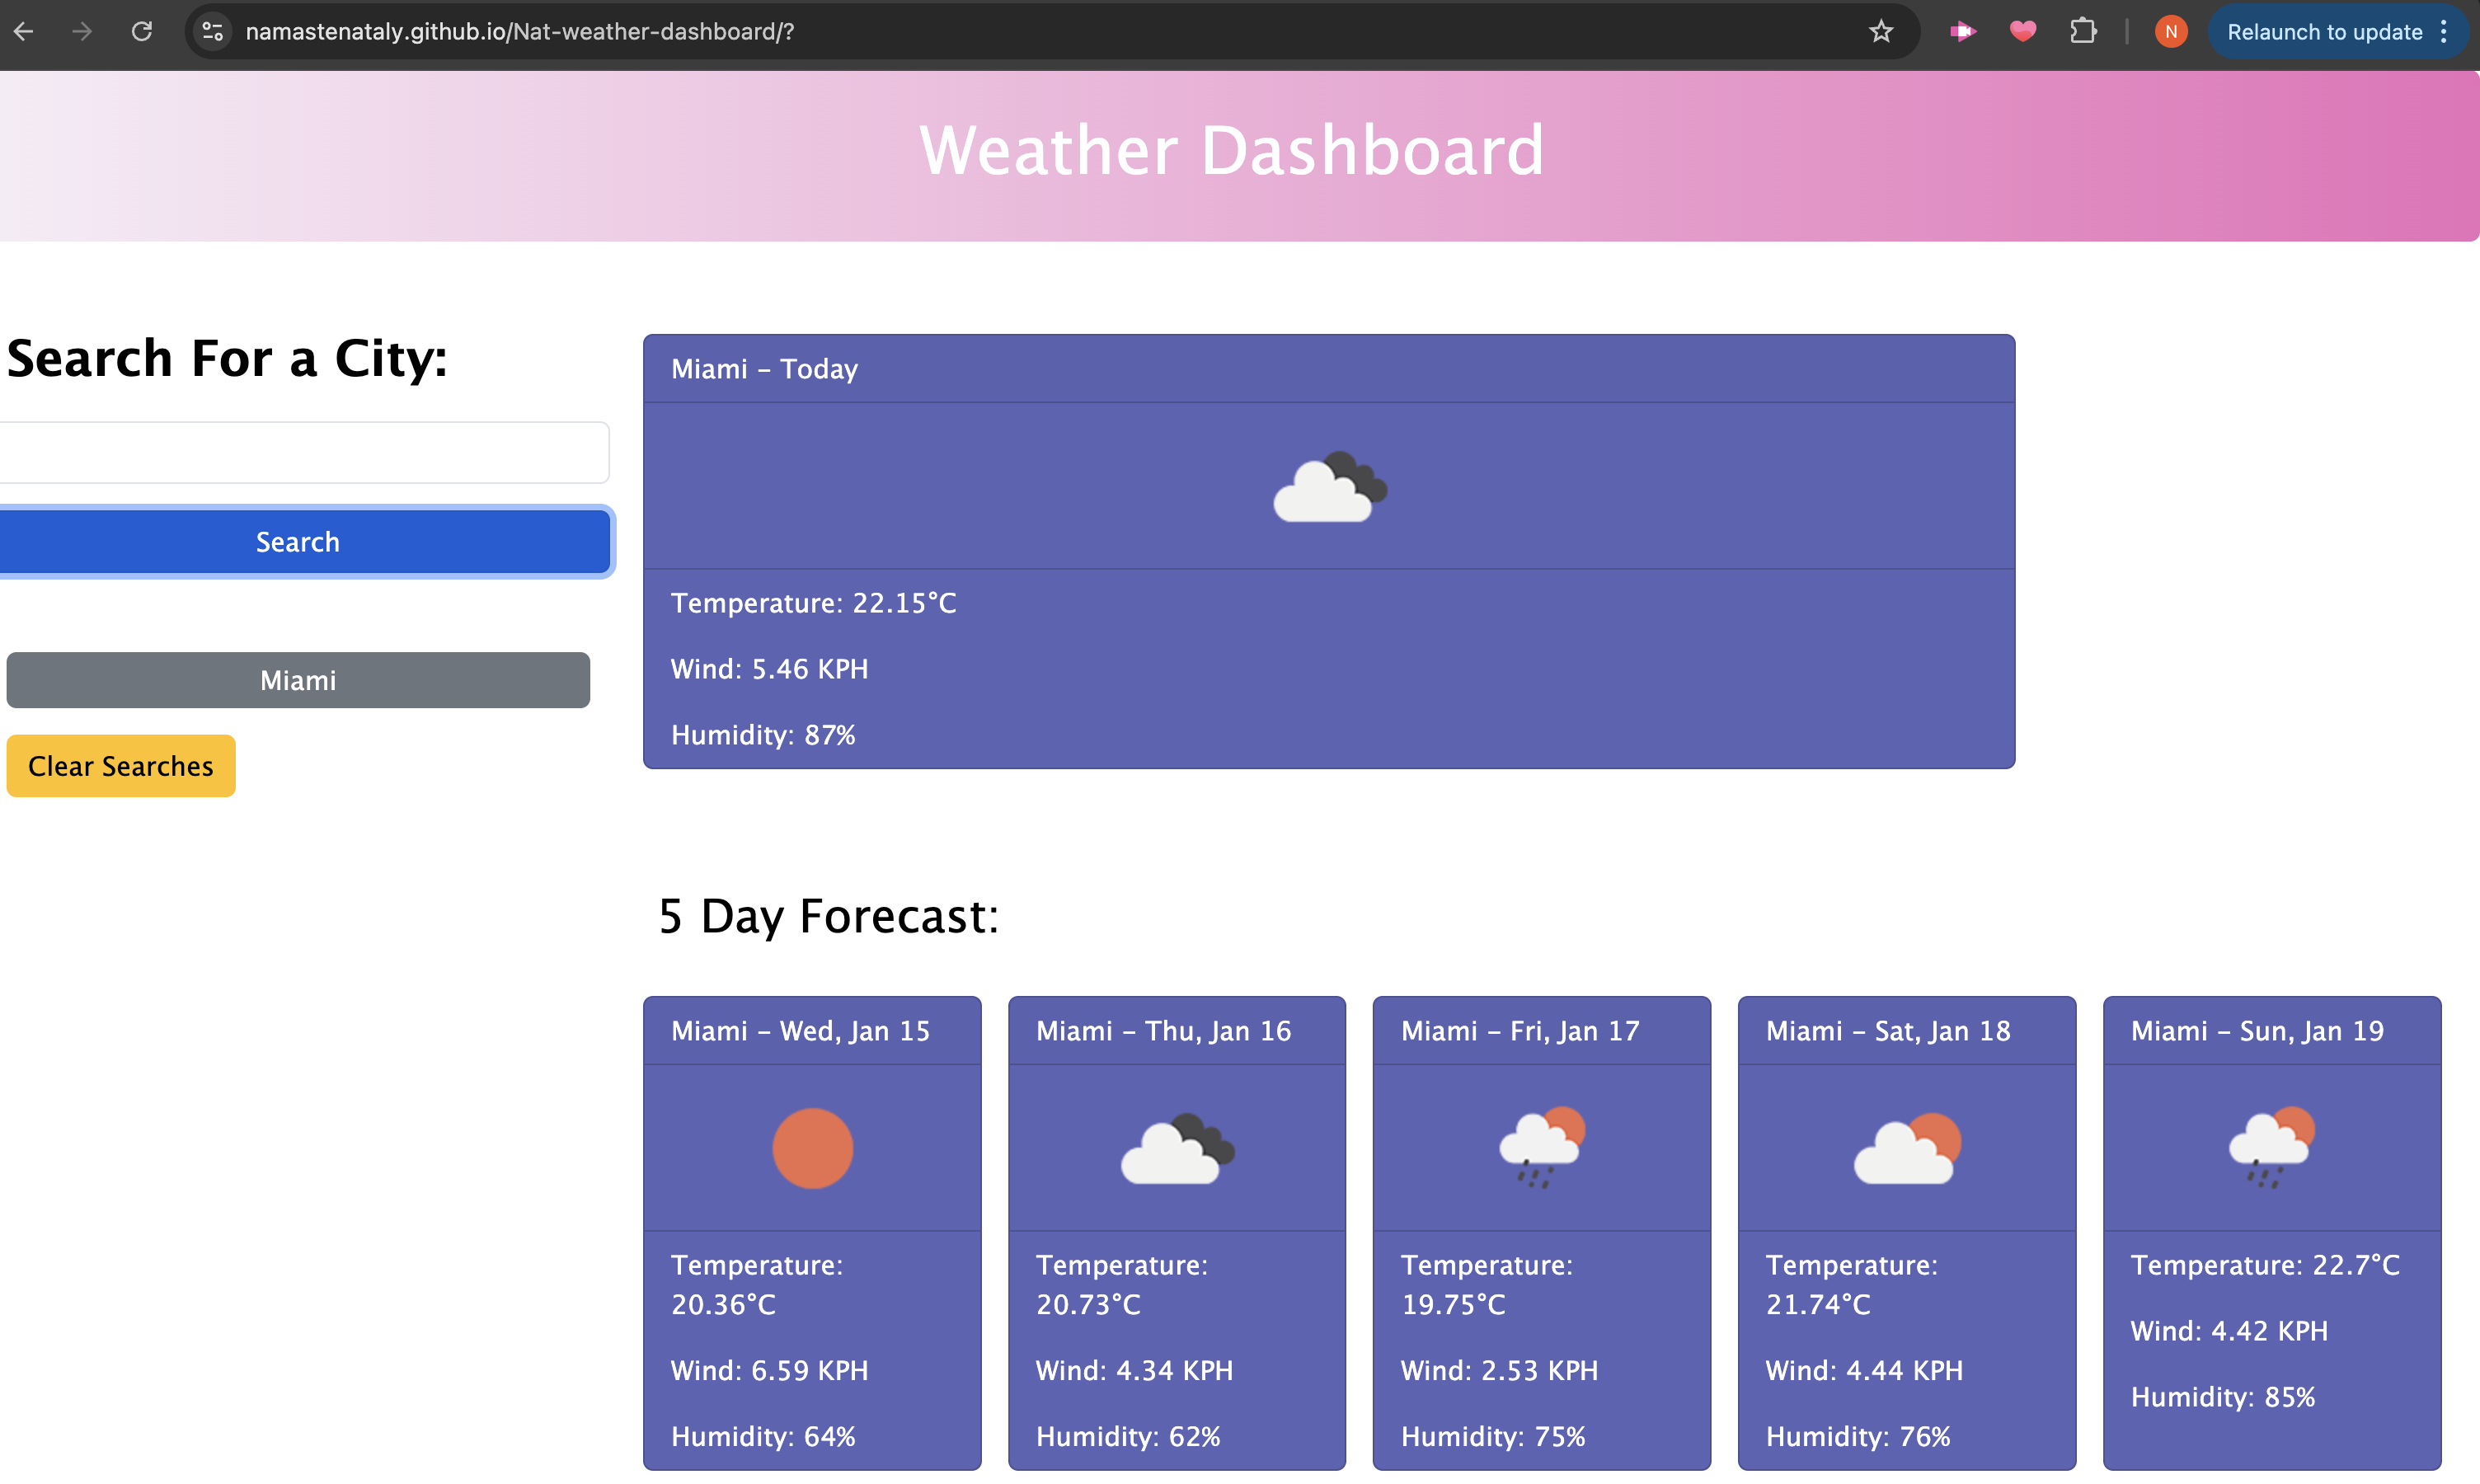 namastenataly.github.io/Nat-weather-dashboard/?
N
Relaunch to update
Weather Dashboard
Search For a City:
Search
Miami
Clear Searches
Miami – Today
Temperature: 22.15°C
Wind: 5.46 KPH
Humidity: 87%
5 Day Forecast:
Miami – Wed, Jan 15
Temperature:
20.36°C
Wind: 6.59 KPH
Humidity: 64%
Miami – Thu, Jan 16
Temperature:
20.73°C
Wind: 4.34 KPH
Humidity: 62%
Miami – Fri, Jan 17
Temperature:
19.75°C
Wind: 2.53 KPH
Humidity: 75%
Miami – Sat, Jan 18
Temperature:
21.74°C
Wind: 4.44 KPH
Humidity: 76%
Miami – Sun, Jan 19
Temperature: 22.7°C
Wind: 4.42 KPH
Humidity: 85%